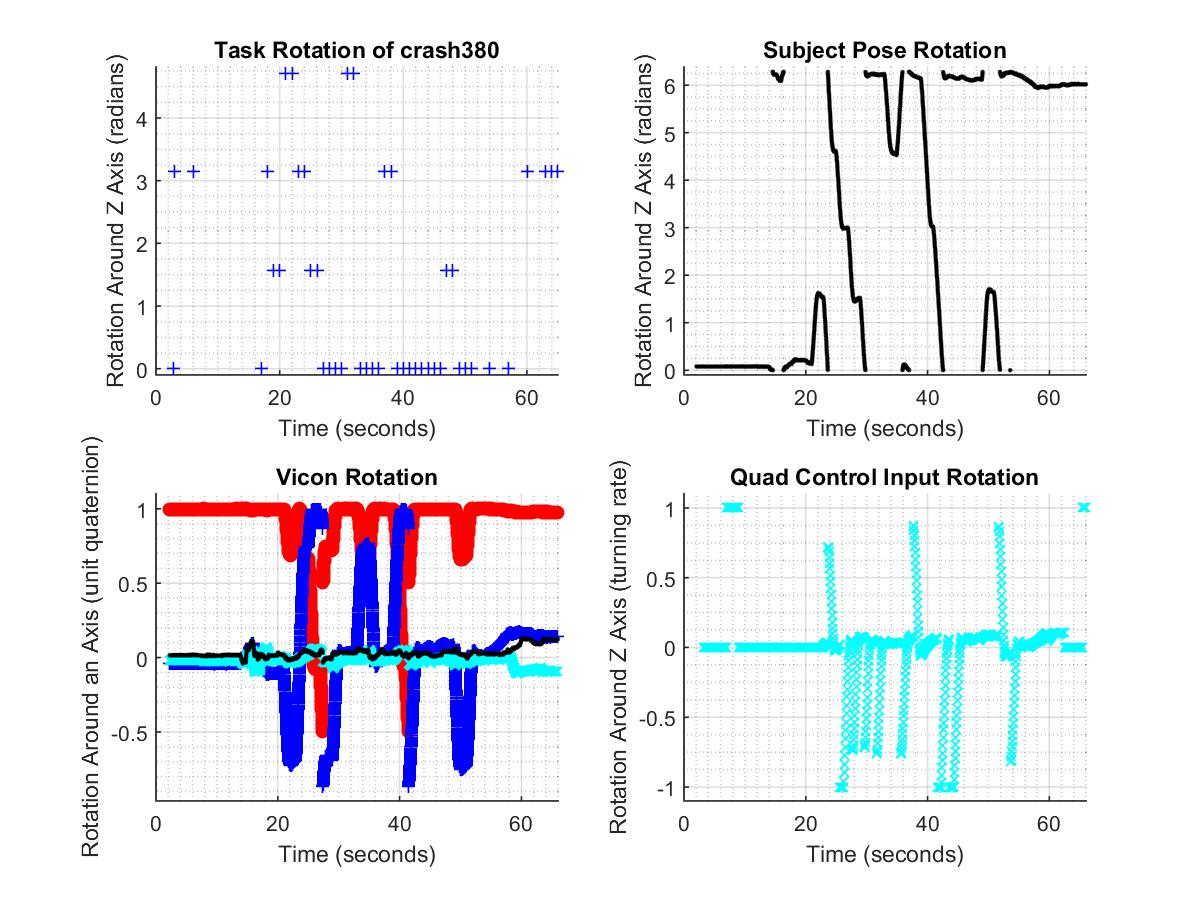 Task Rotation of crash380
Rotation Around Z Axis (radians)
4
3
2
1
0
0 20 40 60
Time (seconds)
Subject Pose Rotation
Rotation Around Z Axis (radians)
6
5
4
3
2
1
0
0 20 40 60
Time (seconds)
Vicon Rotation
Rotation Around an Axis (unit quaternion)
1
0.5
0
-0.5
0 20 40 60
Time (seconds)
Quad Control Input Rotation
Rotation Around Z Axis (turning rate)
1
0.5
0
-0.5
-1
0 20 40 60
Time (seconds)